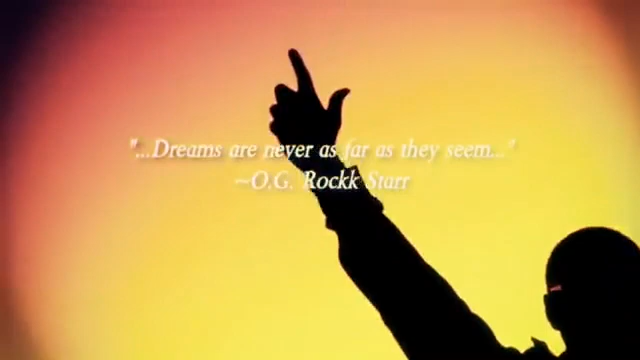 "...Dreams are never as far as they seem..."
~O.G. Rockk Starr